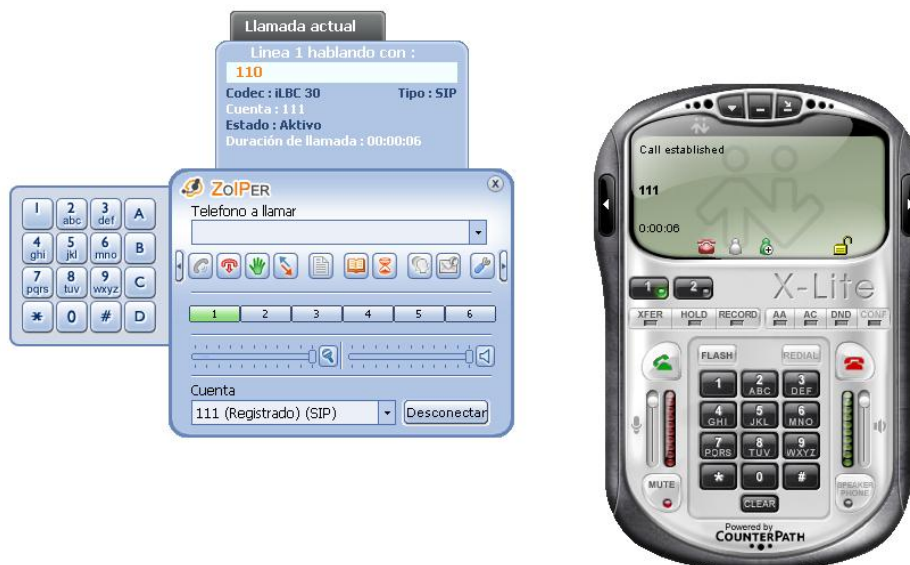 Llamada actual
Linea 1 hablando con :
110
Codec : iLBC 30 Tipo : SIP
Cuenta : 111
Estado : Aktivo
Duración de llamada : 00:00:06
ZoIPER
Telefono a llamar
1 2 3 A
abc def
4 5 6 B
ghi jkl mno
7 8 9 C
pqrs tuv wxyz
* 0 # D
1 2 3 4 5 6
Cuenta
111 (Registrado) (SIP) Desconectar
Call established
111
0:00:06
1 2 X-Lite
XFER HOLD RECORD AA AC DND CONF
FLASH REDIAL
1 2 3
ABC DEF
4 5 6
GHI JKL MNO
7 8 9
PQRS TUV WXYZ
* 0 #
MUTE SPEAKER
PHONE
CLEAR
Powered by
COUNTERPATH